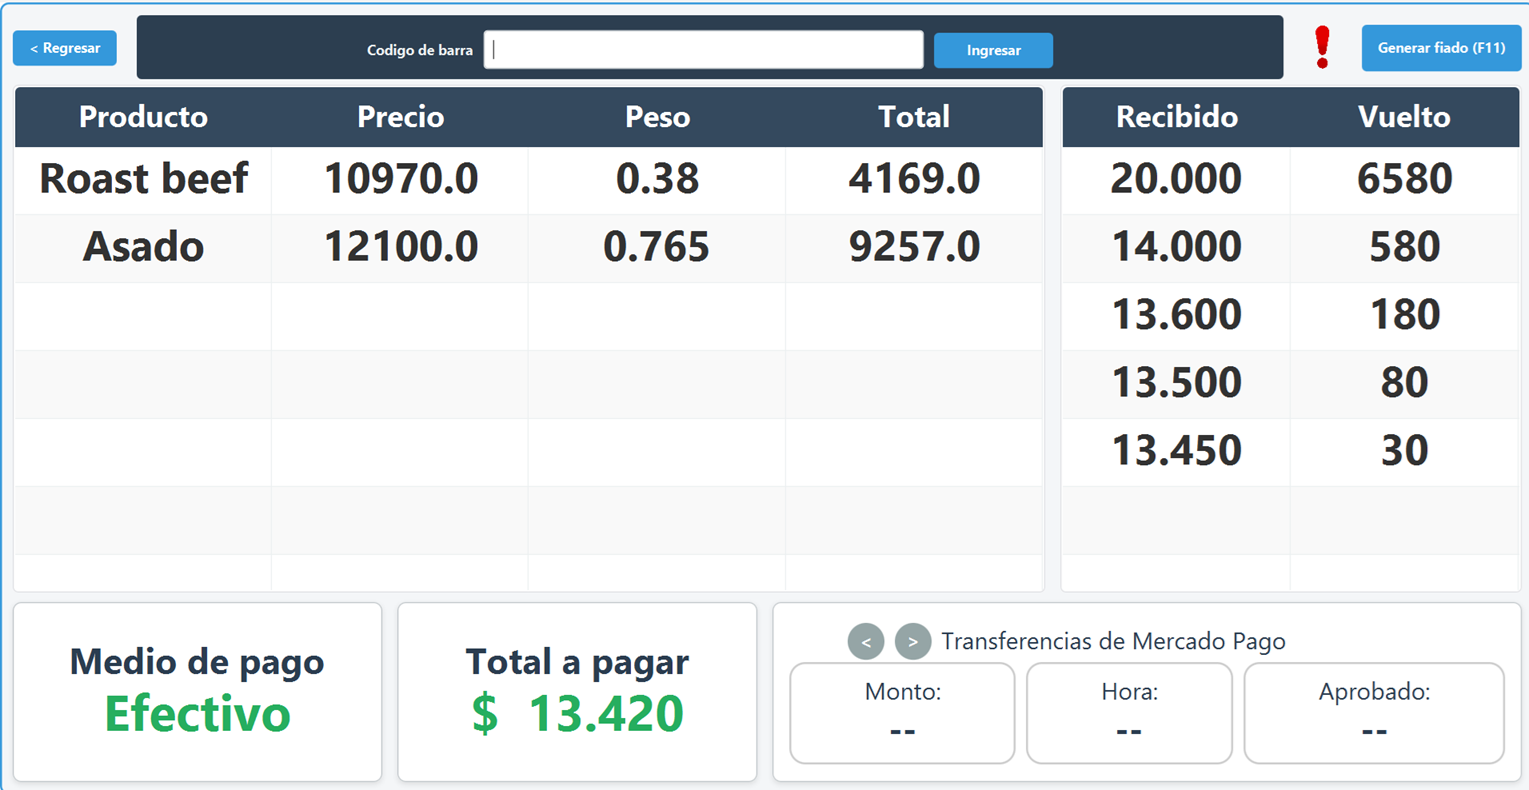 < Regresar
Codigo de barra
Ingresar
Generar fiado (F11)
Producto Precio Peso Total
Roast beef 10970.0 0.38 4169.0
Asado 12100.0 0.765 9257.0
Recibido Vuelto
20.000 6580
14.000 580
13.600 180
13.500 80
13.450 30
Medio de pago
Efectivo
Total a pagar
$ 13.420
< > Transferencias de Mercado Pago
Monto:
--
Hora:
--
Aprobado:
--